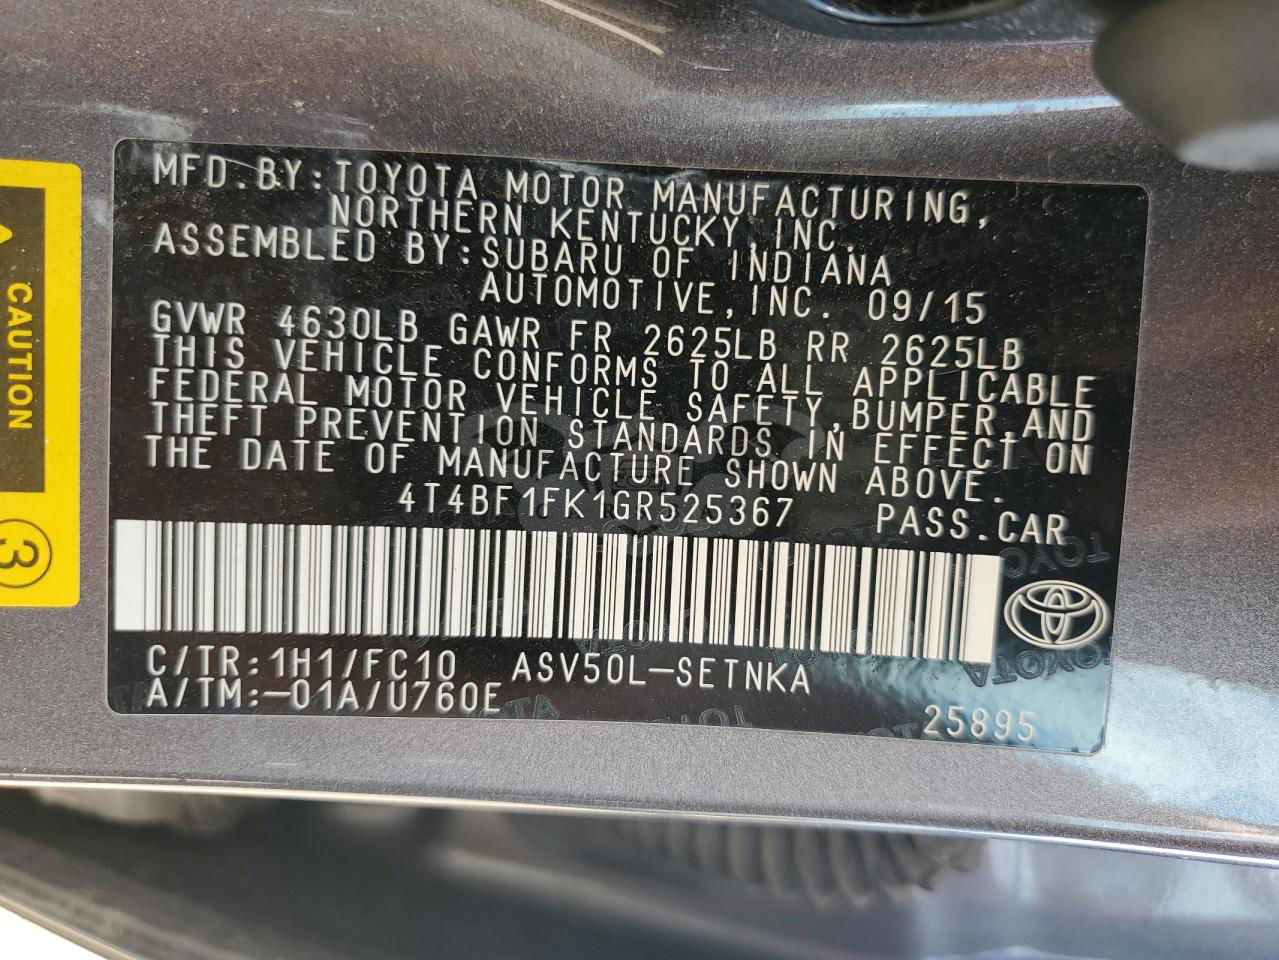 MFD.BY:TOYOTA MOTOR MANUFACTURING,
NORTHERN KENTUCKY,INC.
ASSEMBLED BY:SUBARU OF INDIANA
AUTOMOTIVE,INC. 09/15
GVWR 4630LB GAWR FR 2625LB RR 2625LB
THIS VEHICLE CONFORMS TO ALL APPLICABLE
FEDERAL MOTOR VEHICLE SAFETY,BUMPER,AND
THEFT PREVENTION STANDARDS IN EFFECT ON
THE DATE OF MANUFACTURE SHOWN ABOVE.
4T4BF1FK1GR525367 PASS.CAR
C/TR:1H1/FC10 ASV50L-SETNKA
A/TM:-01A/U760E
25895
CAUTION
3